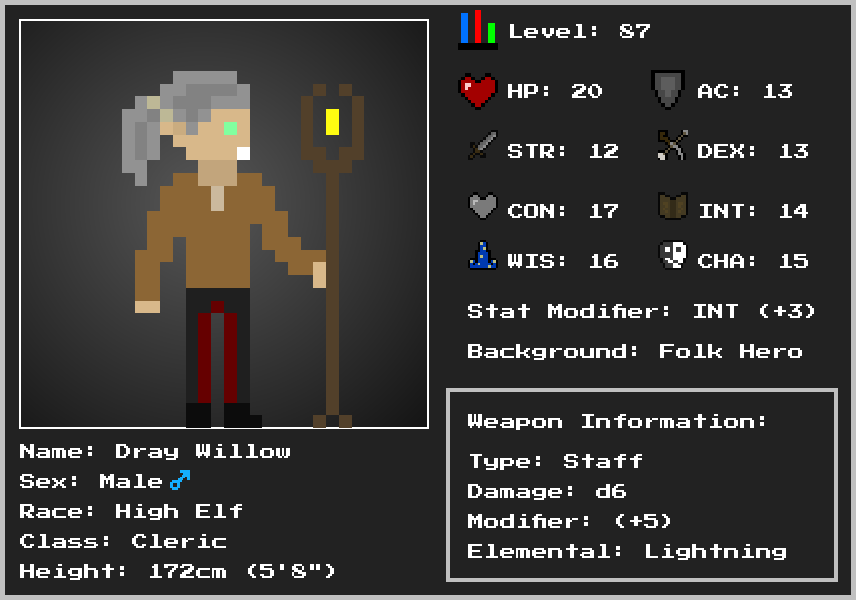 Level: 87
HP: 20
AC: 13
STR: 12
DEX: 13
CON: 17
INT: 14
WIS: 16
CHA: 15
Stat Modifier: INT (+3)
Background: Folk Hero
Weapon Information:
Type: Staff
Damage: d6
Modifier: (+5)
Elemental: Lightning
Name: Dray Willow
Sex: Male♂
Race: High Elf
Class: Cleric
Height: 172cm (5'8")